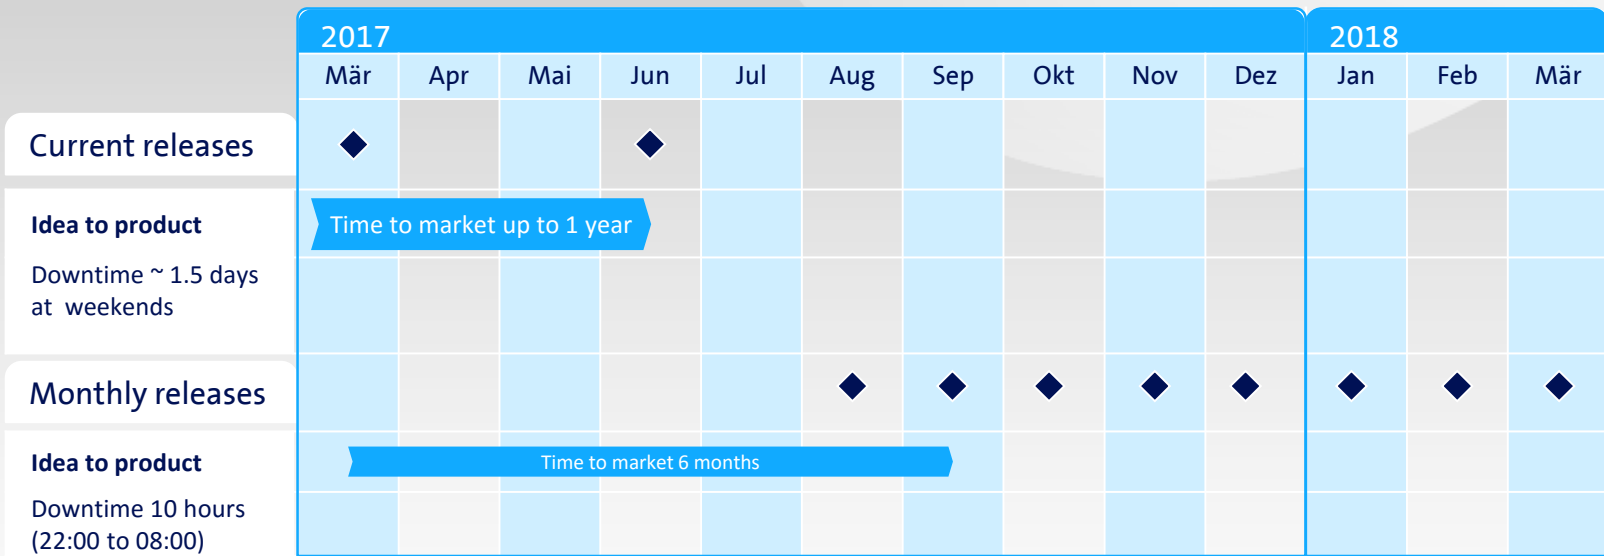 2017
2018
Mär Apr Mai Jun Jul Aug Sep Okt Nov Dez Jan Feb Mär
Current releases
Idea to product
Time to market up to 1 year
Downtime ~ 1.5 days
at weekends
Monthly releases
Idea to product
Time to market 6 months
Downtime 10 hours
(22:00 to 08:00)